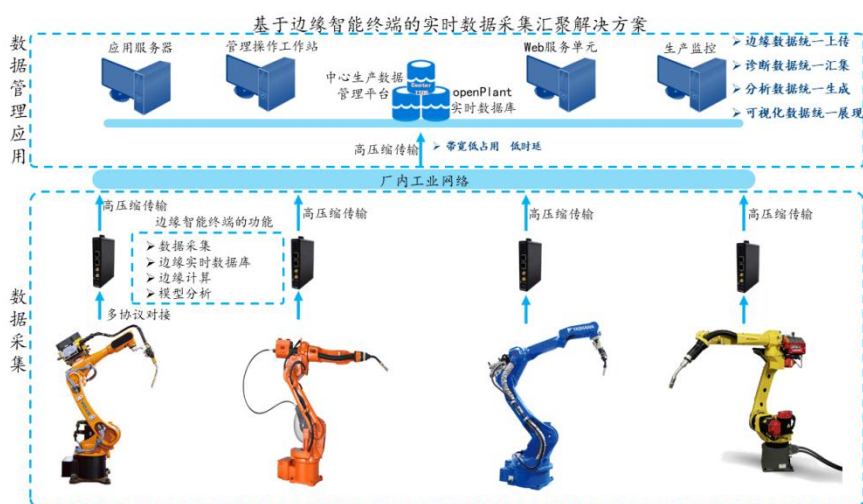 基于边缘智能终端的实时数据采集汇聚解决方案
数据管理应用
应用服务器
管理操作工作站
中心生产数据
管理平台
openPlant
实时数据库
Web服务单元
生产监控
边缘数据统一上传
诊断数据统一汇集
分析数据统一生成
可视化数据统一展现
高压缩传输
带宽低占用 低时延
厂内工业网络
高压缩传输
高压缩传输
高压缩传输
高压缩传输
边缘智能终端的功能
数据采集
边缘实时数据库
边缘计算
模型分析
多协议对接
数据采集
YASKAWA